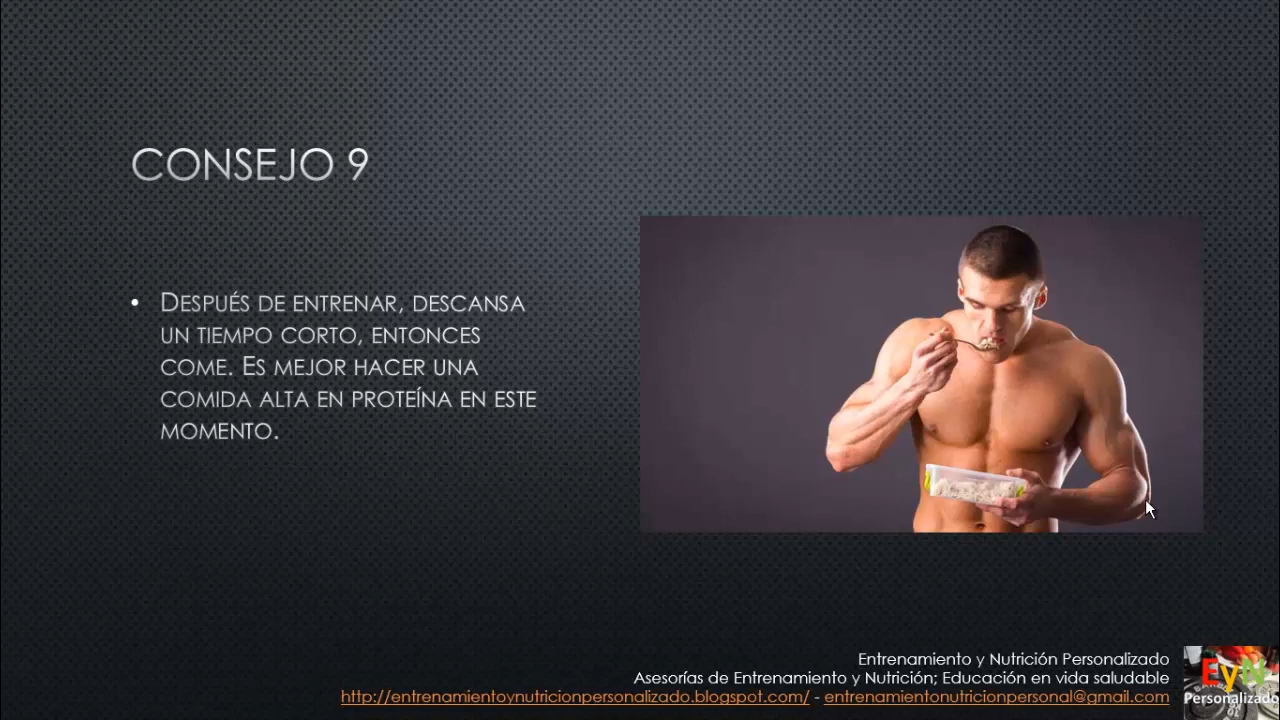 CONSEJO 9
• DESPUÉS DE ENTRENAR, DESCANSA
UN TIEMPO CORTO, ENTONCES
COME. ES MEJOR HACER UNA
COMIDA ALTA EN PROTEÍNA EN ESTE
MOMENTO.
Entrenamiento y Nutrición Personalizado
Asesorías de Entrenamiento y Nutrición; Educación en vida saludable
http://entrenamientoynutricionpersonalizado.blogspot.com/ - entrenamientonutricionpersonal@gmail.com
EyN
Personalizado